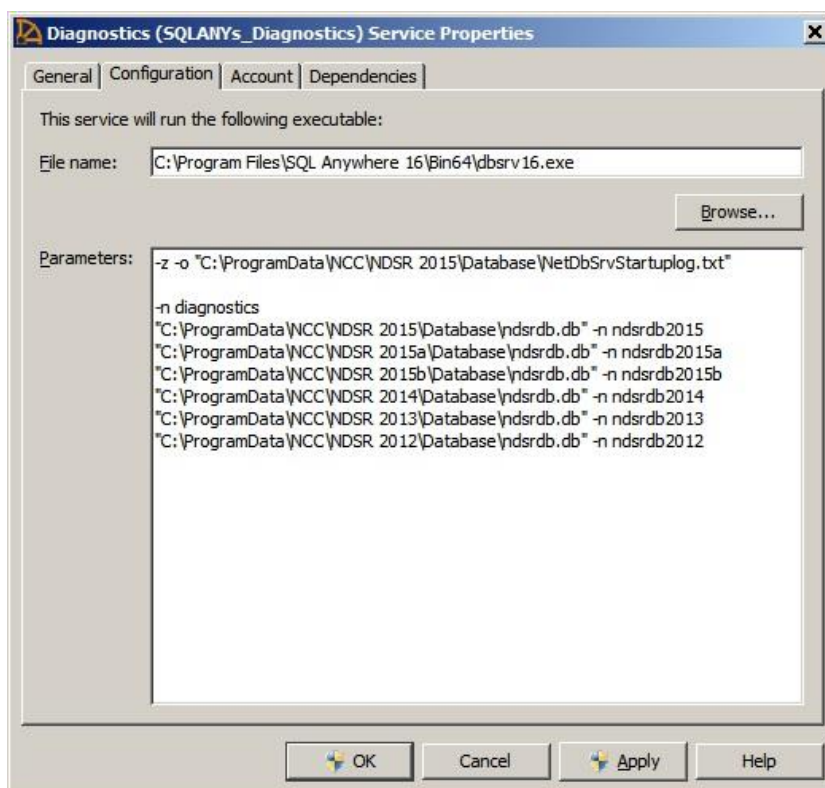 Diagnostics (SQLANYs_Diagnostics) Service Properties
General Configuration Account Dependencies
This service will run the following executable:
File name: C:\Program Files\SQL Anywhere 16\Bin64\dbsrv16.exe
Browse...
Parameters: -z -o "C:\ProgramData\NCC\NDSR 2015\Database\NetDbSrvStartuplog.txt"
-n diagnostics
"C:\ProgramData\NCC\NDSR 2015\Database\ndsrdb.db" -n ndsrdb2015
"C:\ProgramData\NCC\NDSR 2015a\Database\ndsrdb.db" -n ndsrdb2015a
"C:\ProgramData\NCC\NDSR 2015b\Database\ndsrdb.db" -n ndsrdb2015b
"C:\ProgramData\NCC\NDSR 2014\Database\ndsrdb.db" -n ndsrdb2014
"C:\ProgramData\NCC\NDSR 2013\Database\ndsrdb.db" -n ndsrdb2013
"C:\ProgramData\NCC\NDSR 2012\Database\ndsrdb.db" -n ndsrdb2012
OK Cancel Apply Help